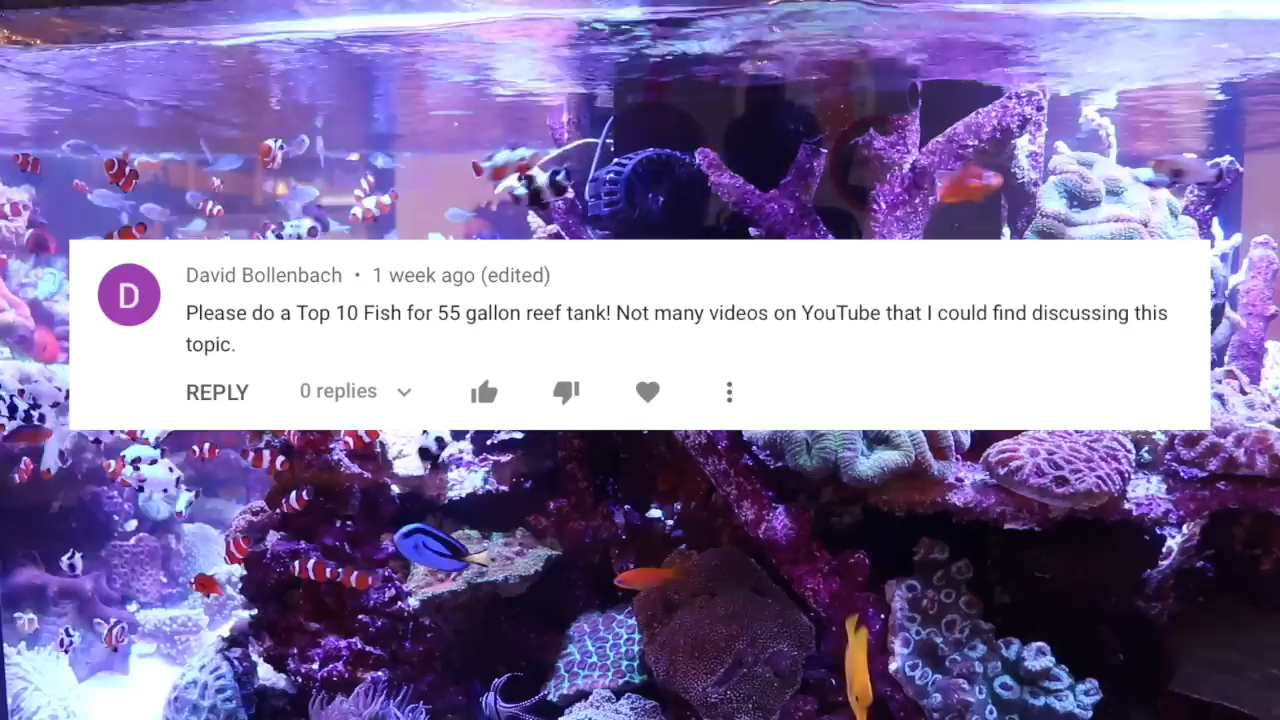 D
David Bollenbach • 1 week ago (edited)
Please do a Top 10 Fish for 55 gallon reef tank! Not many videos on YouTube that I could find discussing this
topic.
REPLY 0 replies